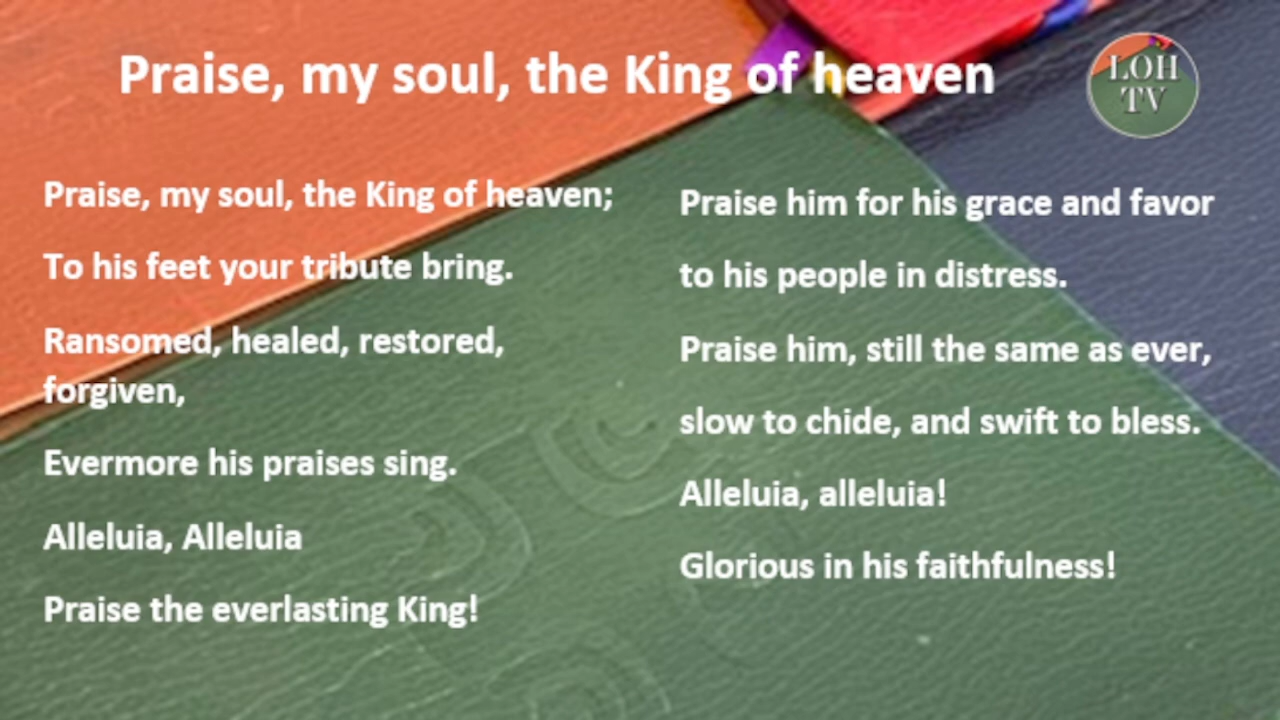 Praise, my soul, the King of heaven
LOH
TV
Praise, my soul, the King of heaven;
To his feet your tribute bring.
Ransomed, healed, restored,
forgiven,
Evermore his praises sing.
Alleluia, Alleluia
Praise the everlasting King!
Praise him for his grace and favor
to his people in distress.
Praise him, still the same as ever,
slow to chide, and swift to bless.
Alleluia, alleluia!
Glorious in his faithfulness!